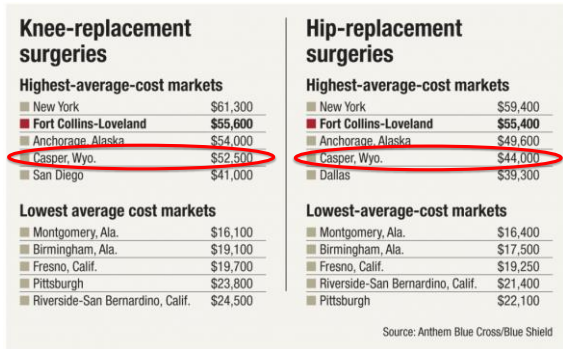 Knee-replacement
surgeries
Highest-average-cost markets
New York $61,300
Fort Collins-Loveland $55,600
Anchorage, Alaska $54,000
Casper, Wyo. $52,500
San Diego $41,000
Lowest average cost markets
Montgomery, Ala. $16,100
Birmingham, Ala. $19,100
Fresno, Calif. $19,700
Pittsburgh $23,800
Riverside-San Bernardino, Calif. $24,500
Hip-replacement
surgeries
Highest-average-cost markets
New York $59,400
Fort Collins-Loveland $55,400
Anchorage, Alaska $49,600
Casper, Wyo. $44,000
Dallas $39,300
Lowest-average-cost markets
Montgomery, Ala. $16,400
Birmingham, Ala. $17,500
Fresno, Calif. $19,250
Riverside-San Bernardino, Calif. $21,400
Pittsburgh $22,100
Source: Anthem Blue Cross/Blue Shield